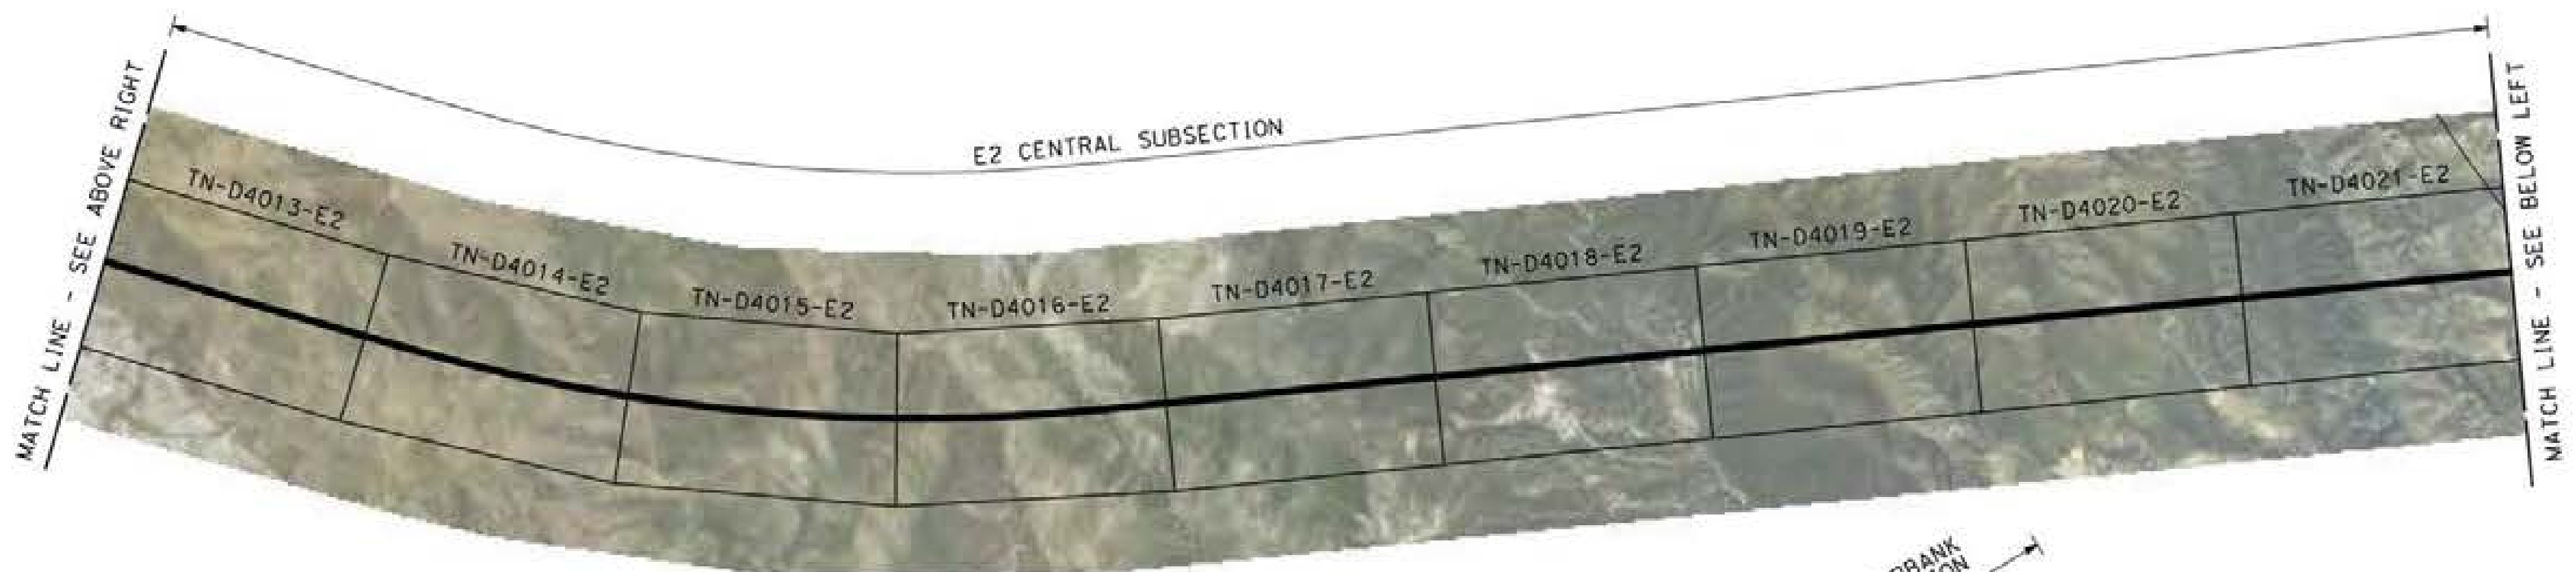 E2 CENTRAL SUBSECTION
MATCH LINE - SEE ABOVE RIGHT
TN-D4013-E2
TN-D4014-E2
TN-D4015-E2
TN-D4016-E2
TN-D4017-E2
TN-D4018-E2
TN-D4019-E2
TN-D4020-E2
TN-D4021-E2
MATCH LINE - SEE BELOW LEFT